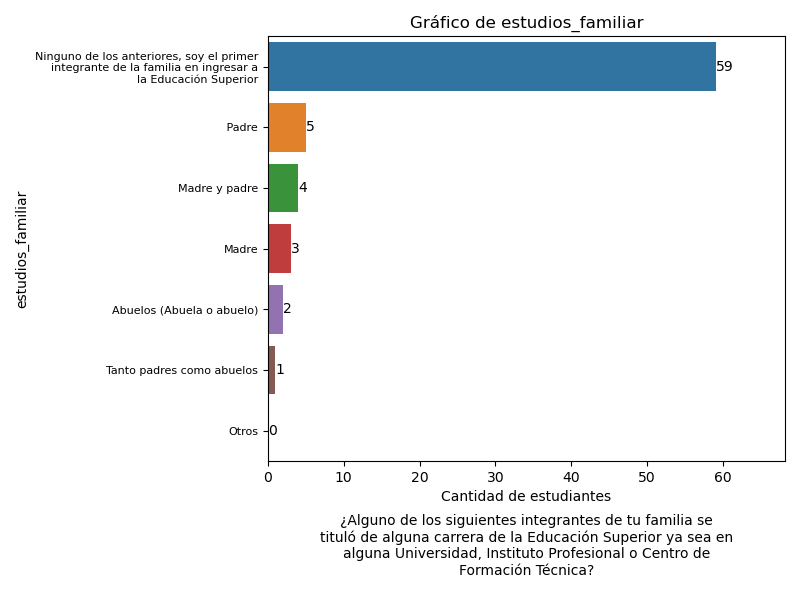 Gráfico de estudios_familiar
Ninguno de los anteriores, soy el primer
integrante de la familia en ingresar a
la Educación Superior
59
Padre
5
Madre y padre
4
Madre
3
Abuelos (Abuela o abuelo)
2
Tanto padres como abuelos
1
Otros
0
estudios_familiar
0 10 20 30 40 50 60
Cantidad de estudiantes
¿Alguno de los siguientes integrantes de tu familia se
tituló de alguna carrera de la Educación Superior ya sea en
alguna Universidad, Instituto Profesional o Centro de
Formación Técnica?